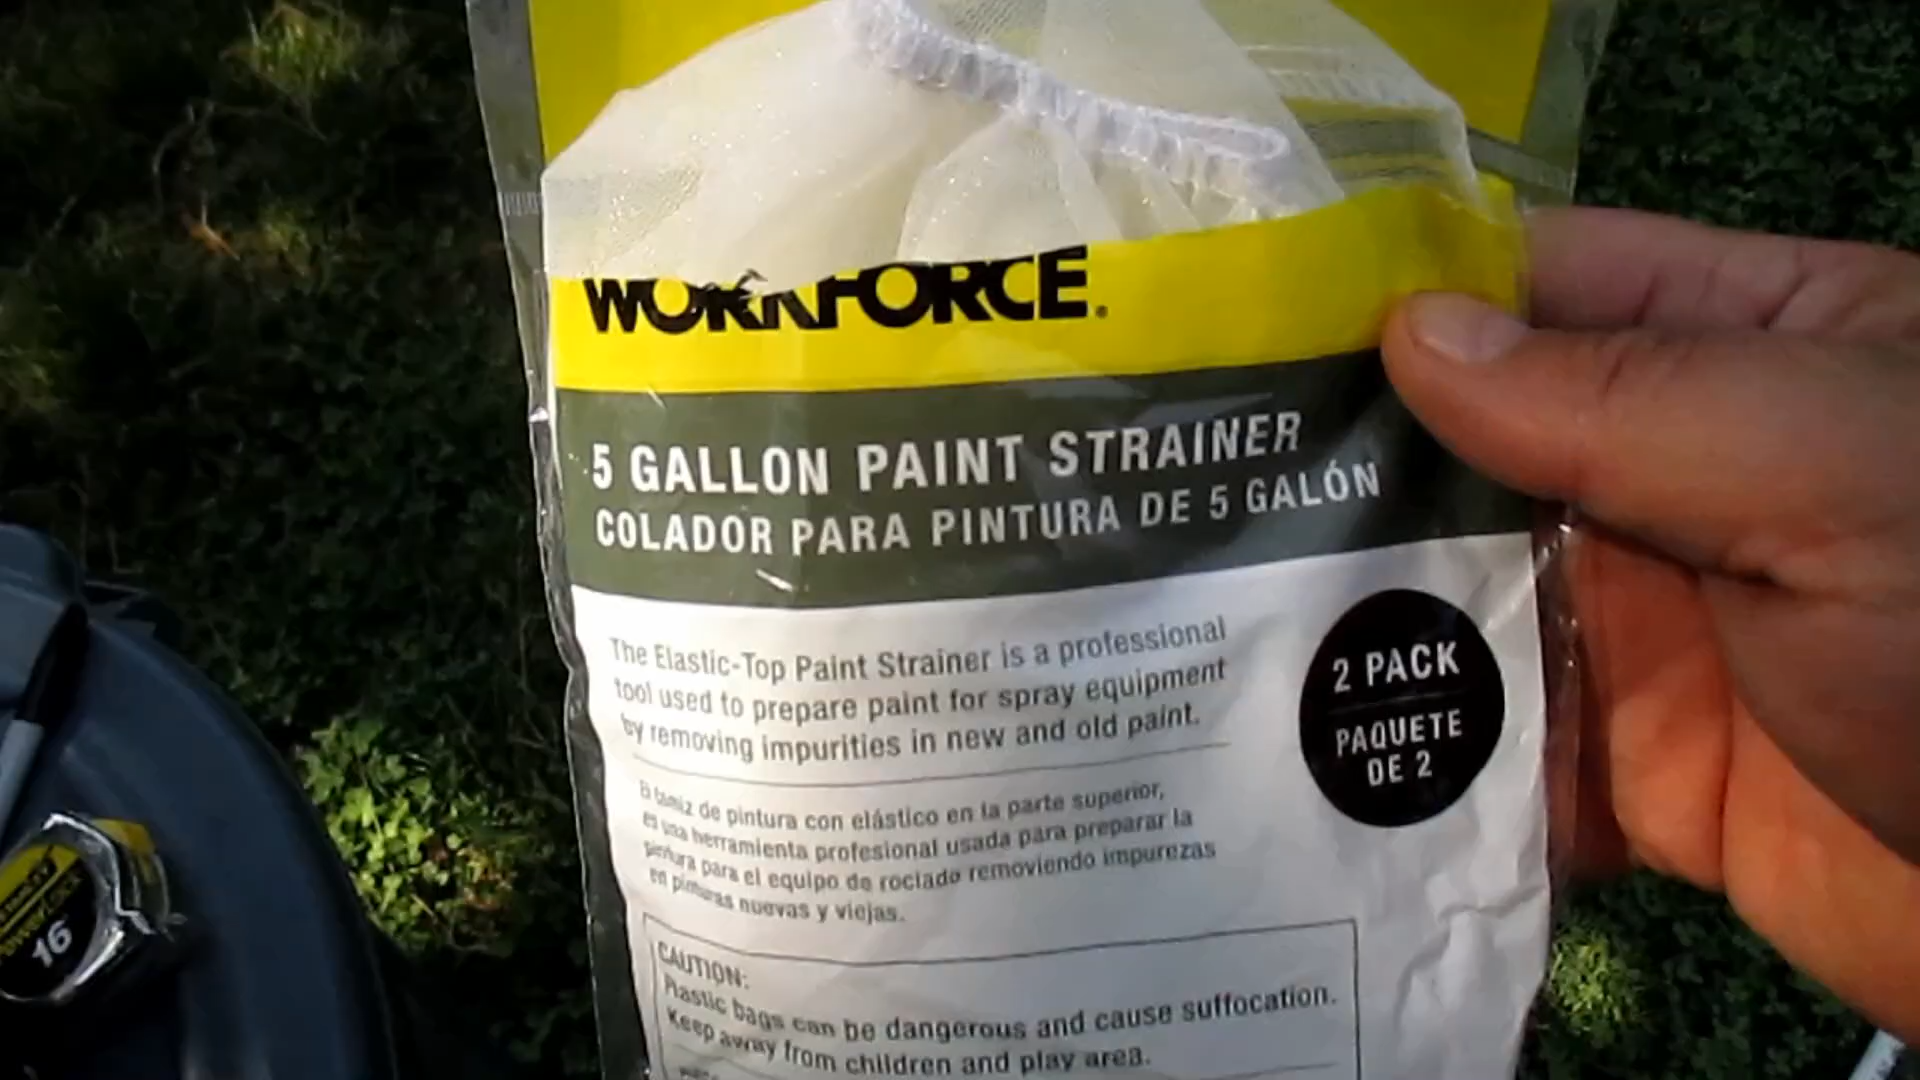 WORKFORCE®
5 GALLON PAINT STRAINER
COLADOR PARA PINTURA DE 5 GALÓN
The Elastic-Top Paint Strainer is a professional
tool used to prepare paint for spray equipment
by removing impurities in new and old paint.
2 PACK
PAQUETE
DE 2
El tamiz de pintura con elástico en la parte superior,
es una herramienta profesional usada para preparar la
pintura para el equipo de rociado removiendo impurezas
en pinturas nuevas y viejas.
CAUTION:
Plastic bags can be dangerous and cause suffocation.
Keep away from children and play area.
STANLEY
16